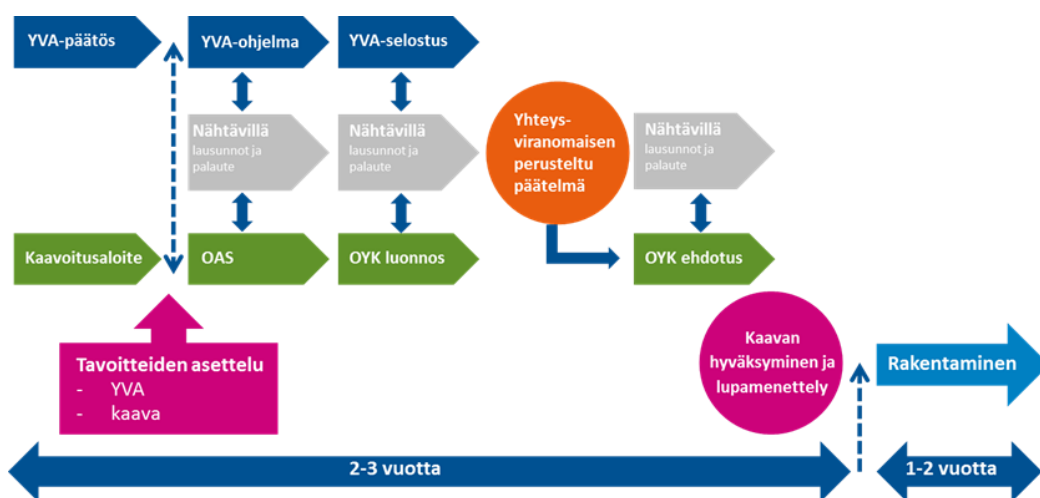 YVA-päätös
YVA-ohjelma
YVA-selostus
Nähtävillä
lausunnot ja
palaute
Nähtävillä
lausunnot ja
palaute
Yhteys-
viranomaisen
perusteltu
päätelmä
Nähtävillä
lausunnot ja
palaute
Kaavoitusaloite
OAS
OYK luonnos
OYK ehdotus
Tavoitteiden asettelu
- YVA
- kaava
Kaavan
hyväksyminen ja
lupamenettely
Rakentaminen
2-3 vuotta
1-2 vuotta